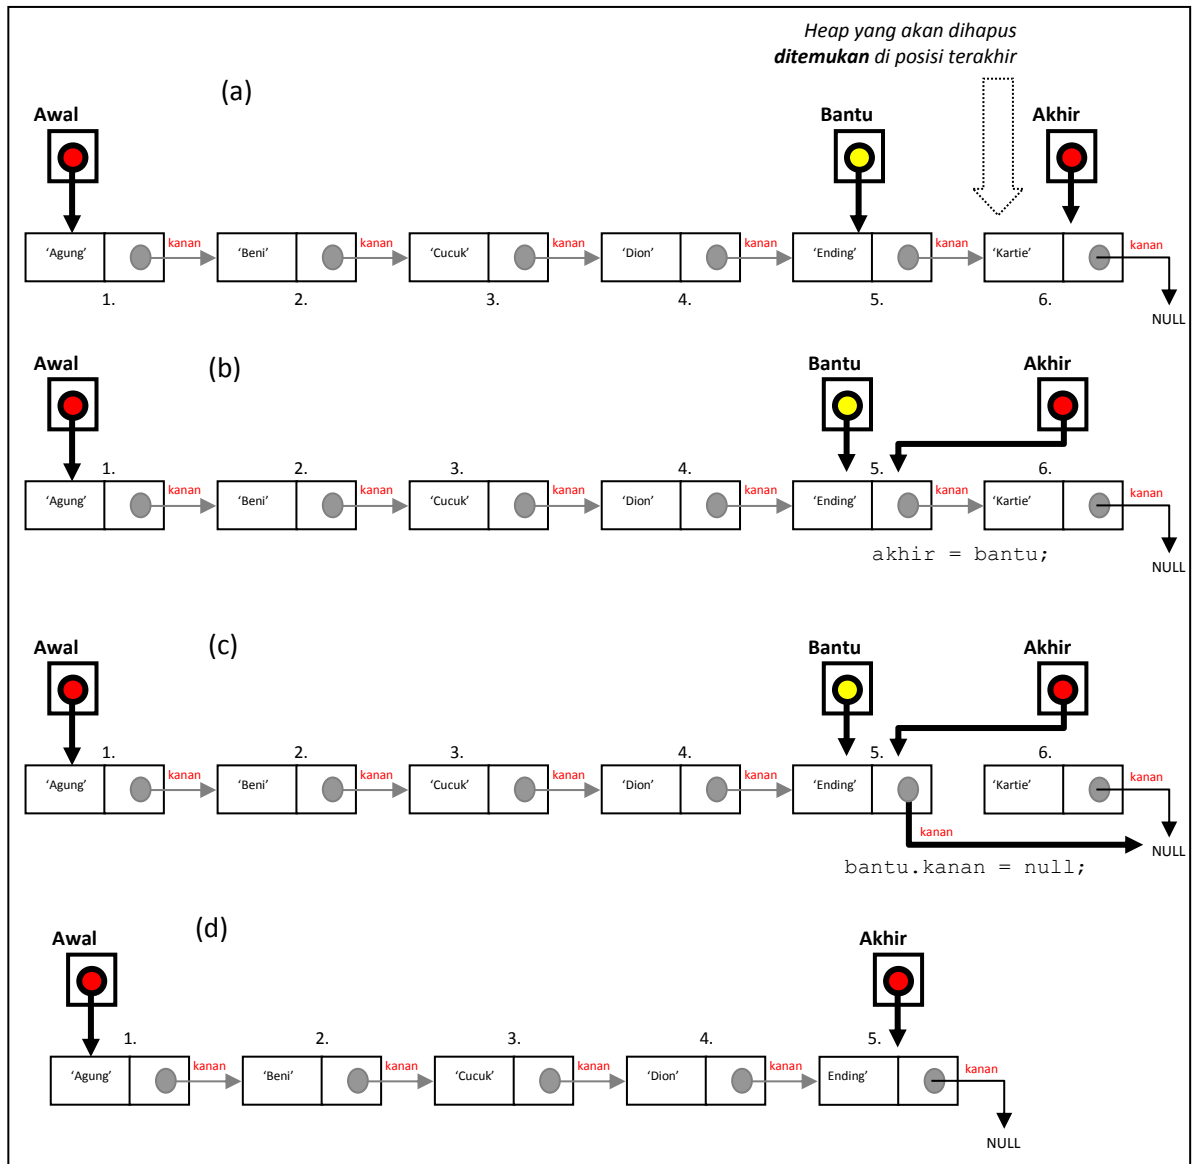 Heap yang akan dihapus
ditemukan di posisi terakhir
(a)
Awal
Bantu
Akhir
'Agung'
kanan
'Beni'
kanan
'Cucuk'
kanan
'Dion'
kanan
'Ending'
kanan
'Kartie'
kanan
1.
2.
3.
4.
5.
6.
NULL
(b)
Awal
Bantu
Akhir
1.
2.
3.
4.
5.
6.
'Agung'
kanan
'Beni'
kanan
'Cucuk'
kanan
'Dion'
kanan
'Ending'
kanan
'Kartie'
kanan
akhir = bantu;
NULL
(c)
Awal
Bantu
Akhir
1.
2.
3.
4.
5.
6.
'Agung'
kanan
'Beni'
kanan
'Cucuk'
kanan
'Dion'
kanan
'Ending'
'Kartie'
kanan
kanan
NULL
bantu.kanan = null;
(d)
Awal
Akhir
1.
2.
3.
4.
5.
'Agung'
kanan
'Beni'
kanan
'Cucuk'
kanan
'Dion'
kanan
Ending'
kanan
NULL